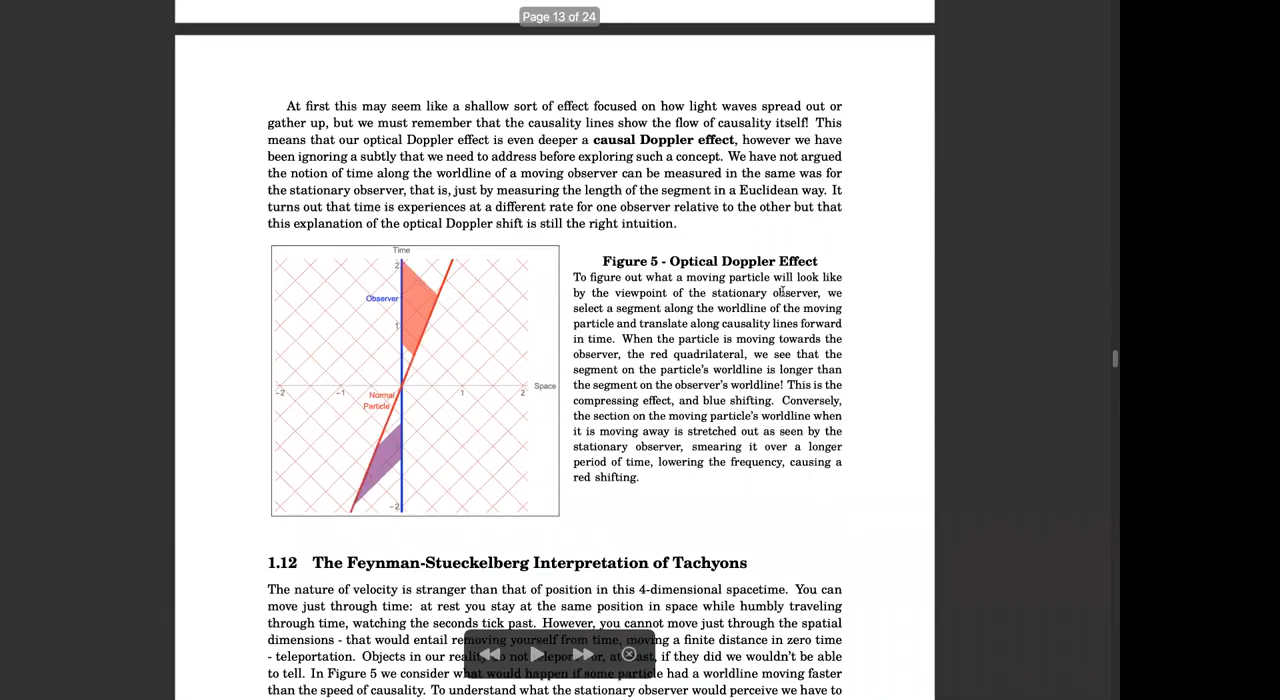 Page 13 of 24
At first this may seem like a shallow sort of effect focused on how light waves spread out or
gather up, but we must remember that the causality lines show the flow of causality itself! This
means that our optical Doppler effect is even deeper a causal Doppler effect, however we have
been ignoring a subtly that we need to address before exploring such a concept. We have not argued
the notion of time along the worldline of a moving observer can be measured in the same was for
the stationary observer, that is, just by measuring the length of the segment in a Euclidean way. It
turns out that time is experiences at a different rate for one observer relative to the other but that
this explanation of the optical Doppler shift is still the right intuition.
Time
2
Observer
1
-2
-1
1
2
Space
Normal
Particle
-2
Figure 5 - Optical Doppler Effect
To figure out what a moving particle will look like
by the viewpoint of the stationary observer, we
select a segment along the worldline of the moving
particle and translate along causality lines forward
in time. When the particle is moving towards the
observer, the red quadrilateral, we see that the
segment on the particle's worldline is longer than
the segment on the observer's worldline! This is the
compressing effect, and blue shifting. Conversely,
the section on the moving particle's worldline when
it is moving away is stretched out as seen by the
stationary observer, smearing it over a longer
period of time, lowering the frequency, causing a
red shifting.
1.12 The Feynman-Stueckelberg Interpretation of Tachyons
The nature of velocity is stranger than that of position in this 4-dimensional spacetime. You can
move just through time: at rest you stay at the same position in space while humbly traveling
through time, watching the seconds tick past. However, you cannot move just through the spatial
dimensions - that would entail removing yourself from time, moving a finite distance in zero time
- teleportation. Objects in our reality do not teleport or, at least, if they did we wouldn't be able
to tell. In Figure 5 we consider what would happen if some particle had a worldline moving faster
than the speed of causality. To understand what the stationary observer would perceive we have to